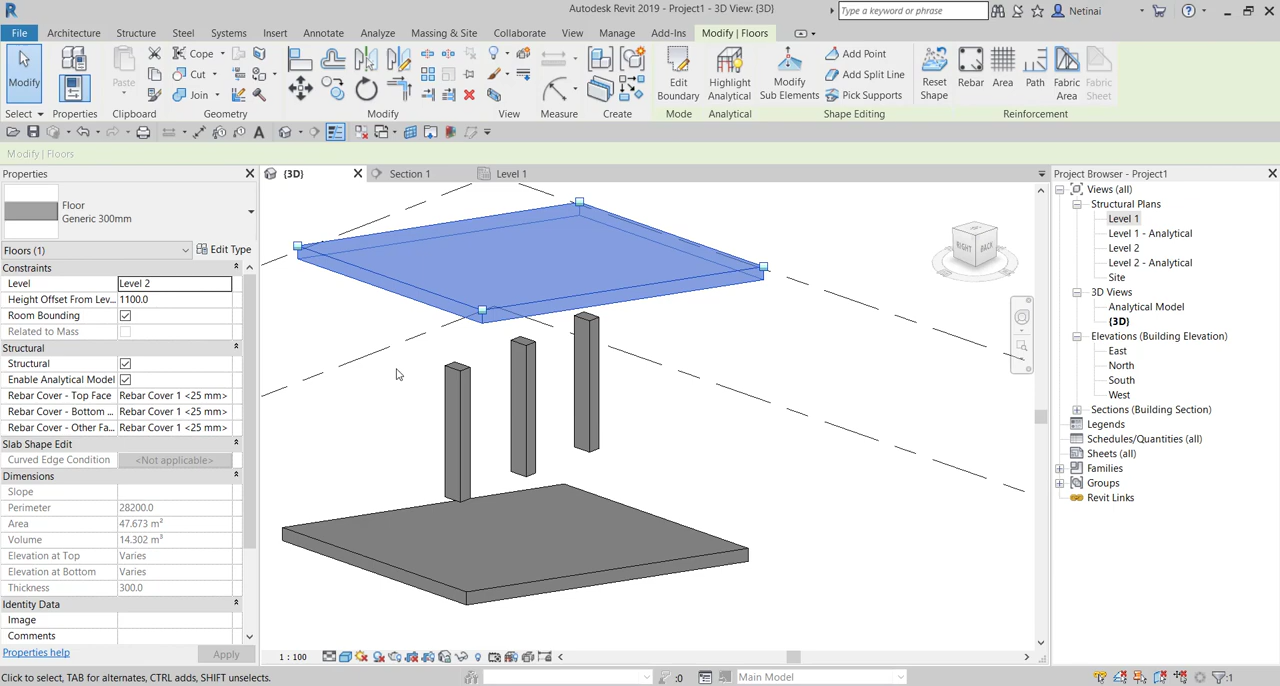 Autodesk Revit 2019 - Project1 - 3D View: {3D}
Type a keyword or phrase
Netinai
File Architecture Structure Steel Systems Insert Annotate Analyze Massing & Site Collaborate View Manage Add-Ins Modify | Floors
Modify
Paste
Cope
Cut
Join
Edit Boundary
Highlight Analytical
Modify Sub Elements
Add Point
Add Split Line
Pick Supports
Reset Shape
Rebar
Area
Path
Fabric Area
Fabric Sheet
Select Properties Clipboard Geometry Modify View Measure Create Mode Analytical Shape Editing Reinforcement
Modify | Floors
Properties
Floor
Generic 300mm
Floors (1) Edit Type
Constraints
Level Level 2
Height Offset From Lev... 1100.0
Room Bounding
Related to Mass
Structural
Structural
Enable Analytical Model
Rebar Cover - Top Face Rebar Cover 1 <25 mm>
Rebar Cover - Bottom ... Rebar Cover 1 <25 mm>
Rebar Cover - Other Fa... Rebar Cover 1 <25 mm>
Slab Shape Edit
Curved Edge Condition <Not applicable>
Dimensions
Slope
Perimeter 28200.0
Area 47.673 m²
Volume 14.302 m³
Elevation at Top Varies
Elevation at Bottom Varies
Thickness 300.0
Identity Data
Image
Comments
Properties help Apply
{3D} Section 1 Level 1
RIGHT BACK
1 : 100
Project Browser - Project1
Views (all)
Structural Plans
Level 1
Level 1 - Analytical
Level 2
Level 2 - Analytical
Site
3D Views
Analytical Model
{3D}
Elevations (Building Elevation)
East
North
South
West
Sections (Building Section)
Legends
Schedules/Quantities (all)
Sheets (all)
Families
Groups
Revit Links
Click to select, TAB for alternates, CTRL adds, SHIFT unselects.
:0
Main Model
:1